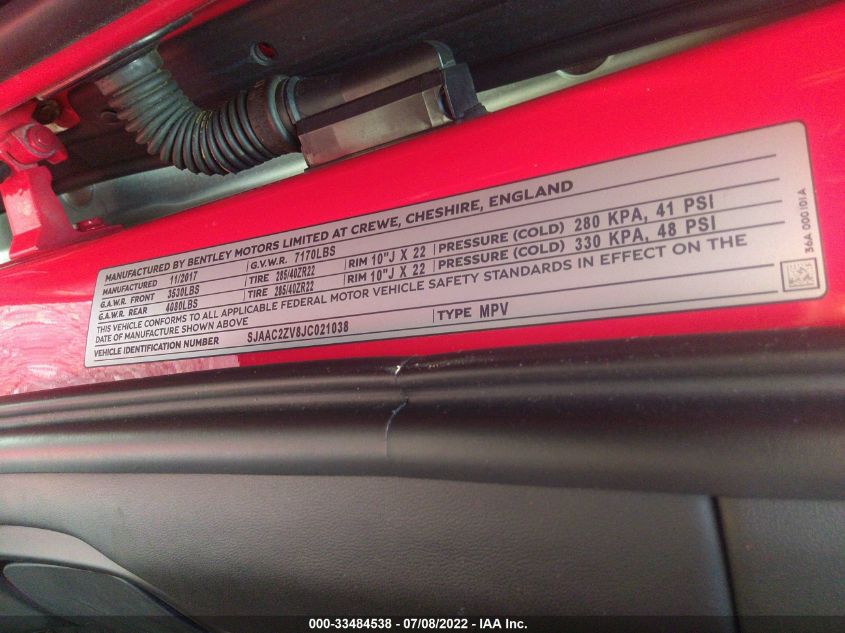 MANUFACTURED BY BENTLEY MOTORS LIMITED AT CREWE, CHESHIRE, ENGLAND
MANUFACTURED 11/2017 G.V.W.R. 7170LBS
G.A.W.R. FRONT 3530LBS TIRE 285/40ZR22 RIM 10"J X 22 PRESSURE (COLD) 280 KPA, 41 PSI
G.A.W.R. REAR 4080LBS TIRE 285/40ZR22 RIM 10"J X 22 PRESSURE (COLD) 330 KPA, 48 PSI
THIS VEHICLE CONFORMS TO ALL APPLICABLE FEDERAL MOTOR VEHICLE SAFETY STANDARDS IN EFFECT ON THE
DATE OF MANUFACTURE SHOWN ABOVE
VEHICLE IDENTIFICATION NUMBER SJAAC2ZV8JC021038 TYPE MPV
36A 000101A
000-33484538 - 07/08/2022 - IAA Inc.